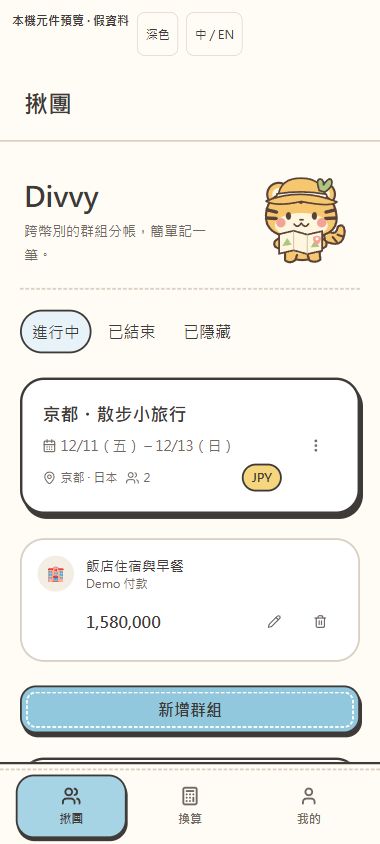 本機元件預覽 · 假資料
深色
中 / EN
揪團
Divvy
跨幣別的群組分帳，簡單記一
筆。
進行中
已結束
已隱藏
京都・散步小旅行
12/11（五）– 12/13（日）
京都 · 日本
2
JPY
飯店住宿與早餐
Demo 付款
1,580,000
新增群組
揪團
換算
我的